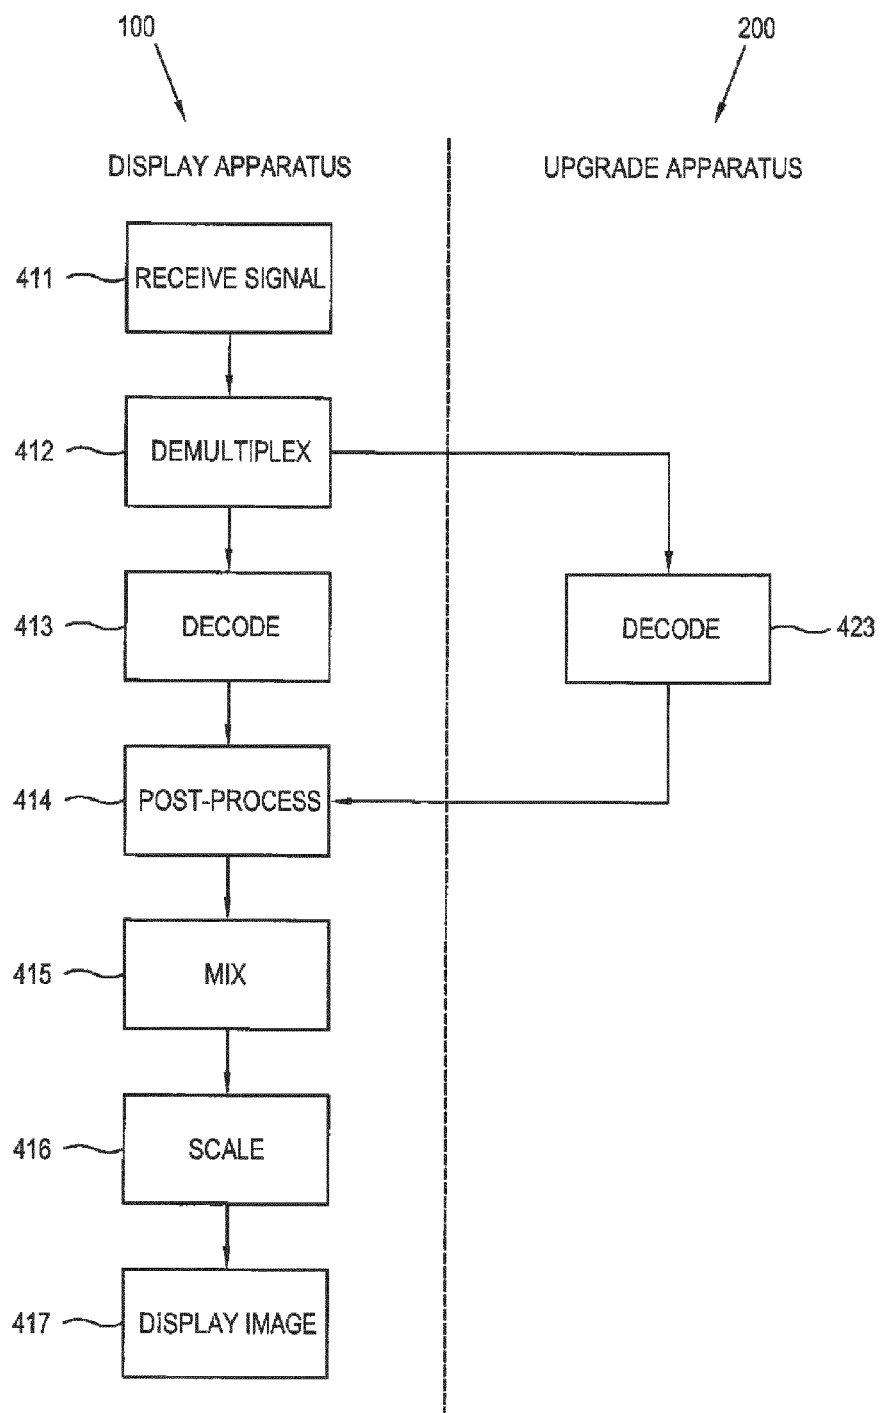 100
200
DISPLAY APPARATUS
UPGRADE APPARATUS
411
RECEIVE SIGNAL
412
DEMULTIPLEX
413
DECODE
DECODE
423
414
POST-PROCESS
415
MIX
416
SCALE
417
DISPLAY IMAGE